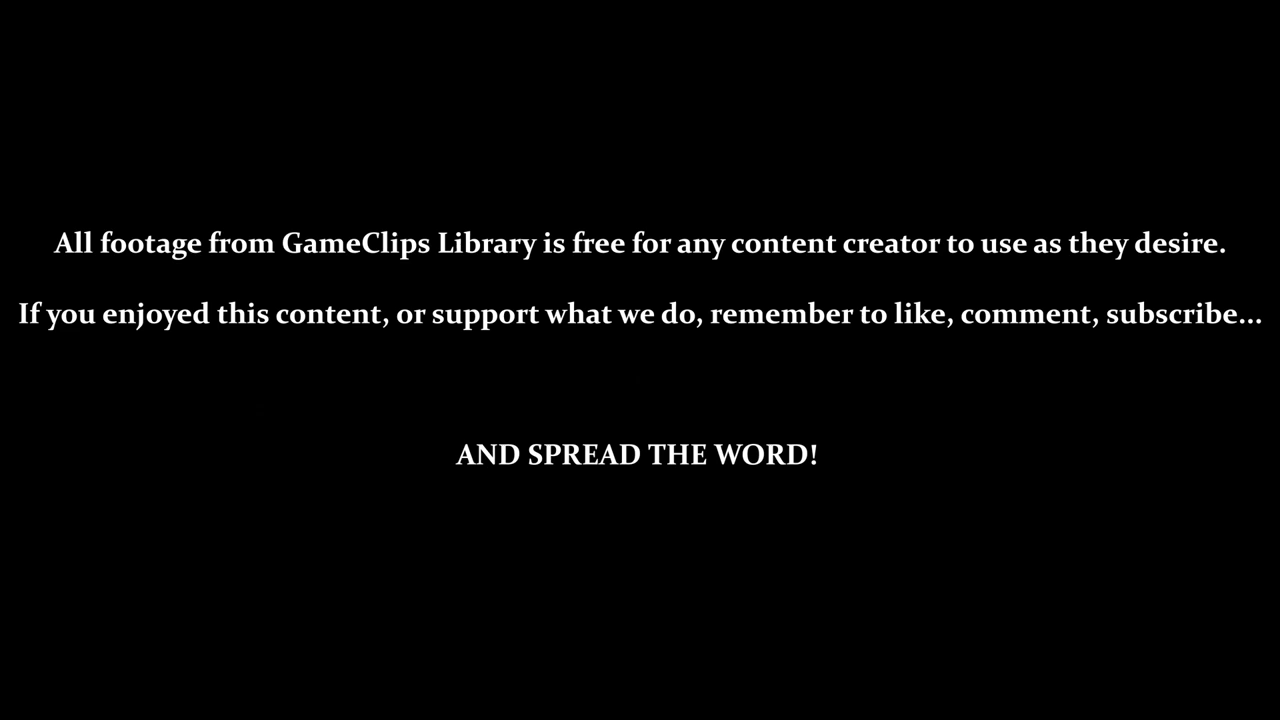 All footage from GameClips Library is free for any content creator to use as they desire.
If you enjoyed this content, or support what we do, remember to like, comment, subscribe...
AND SPREAD THE WORD!